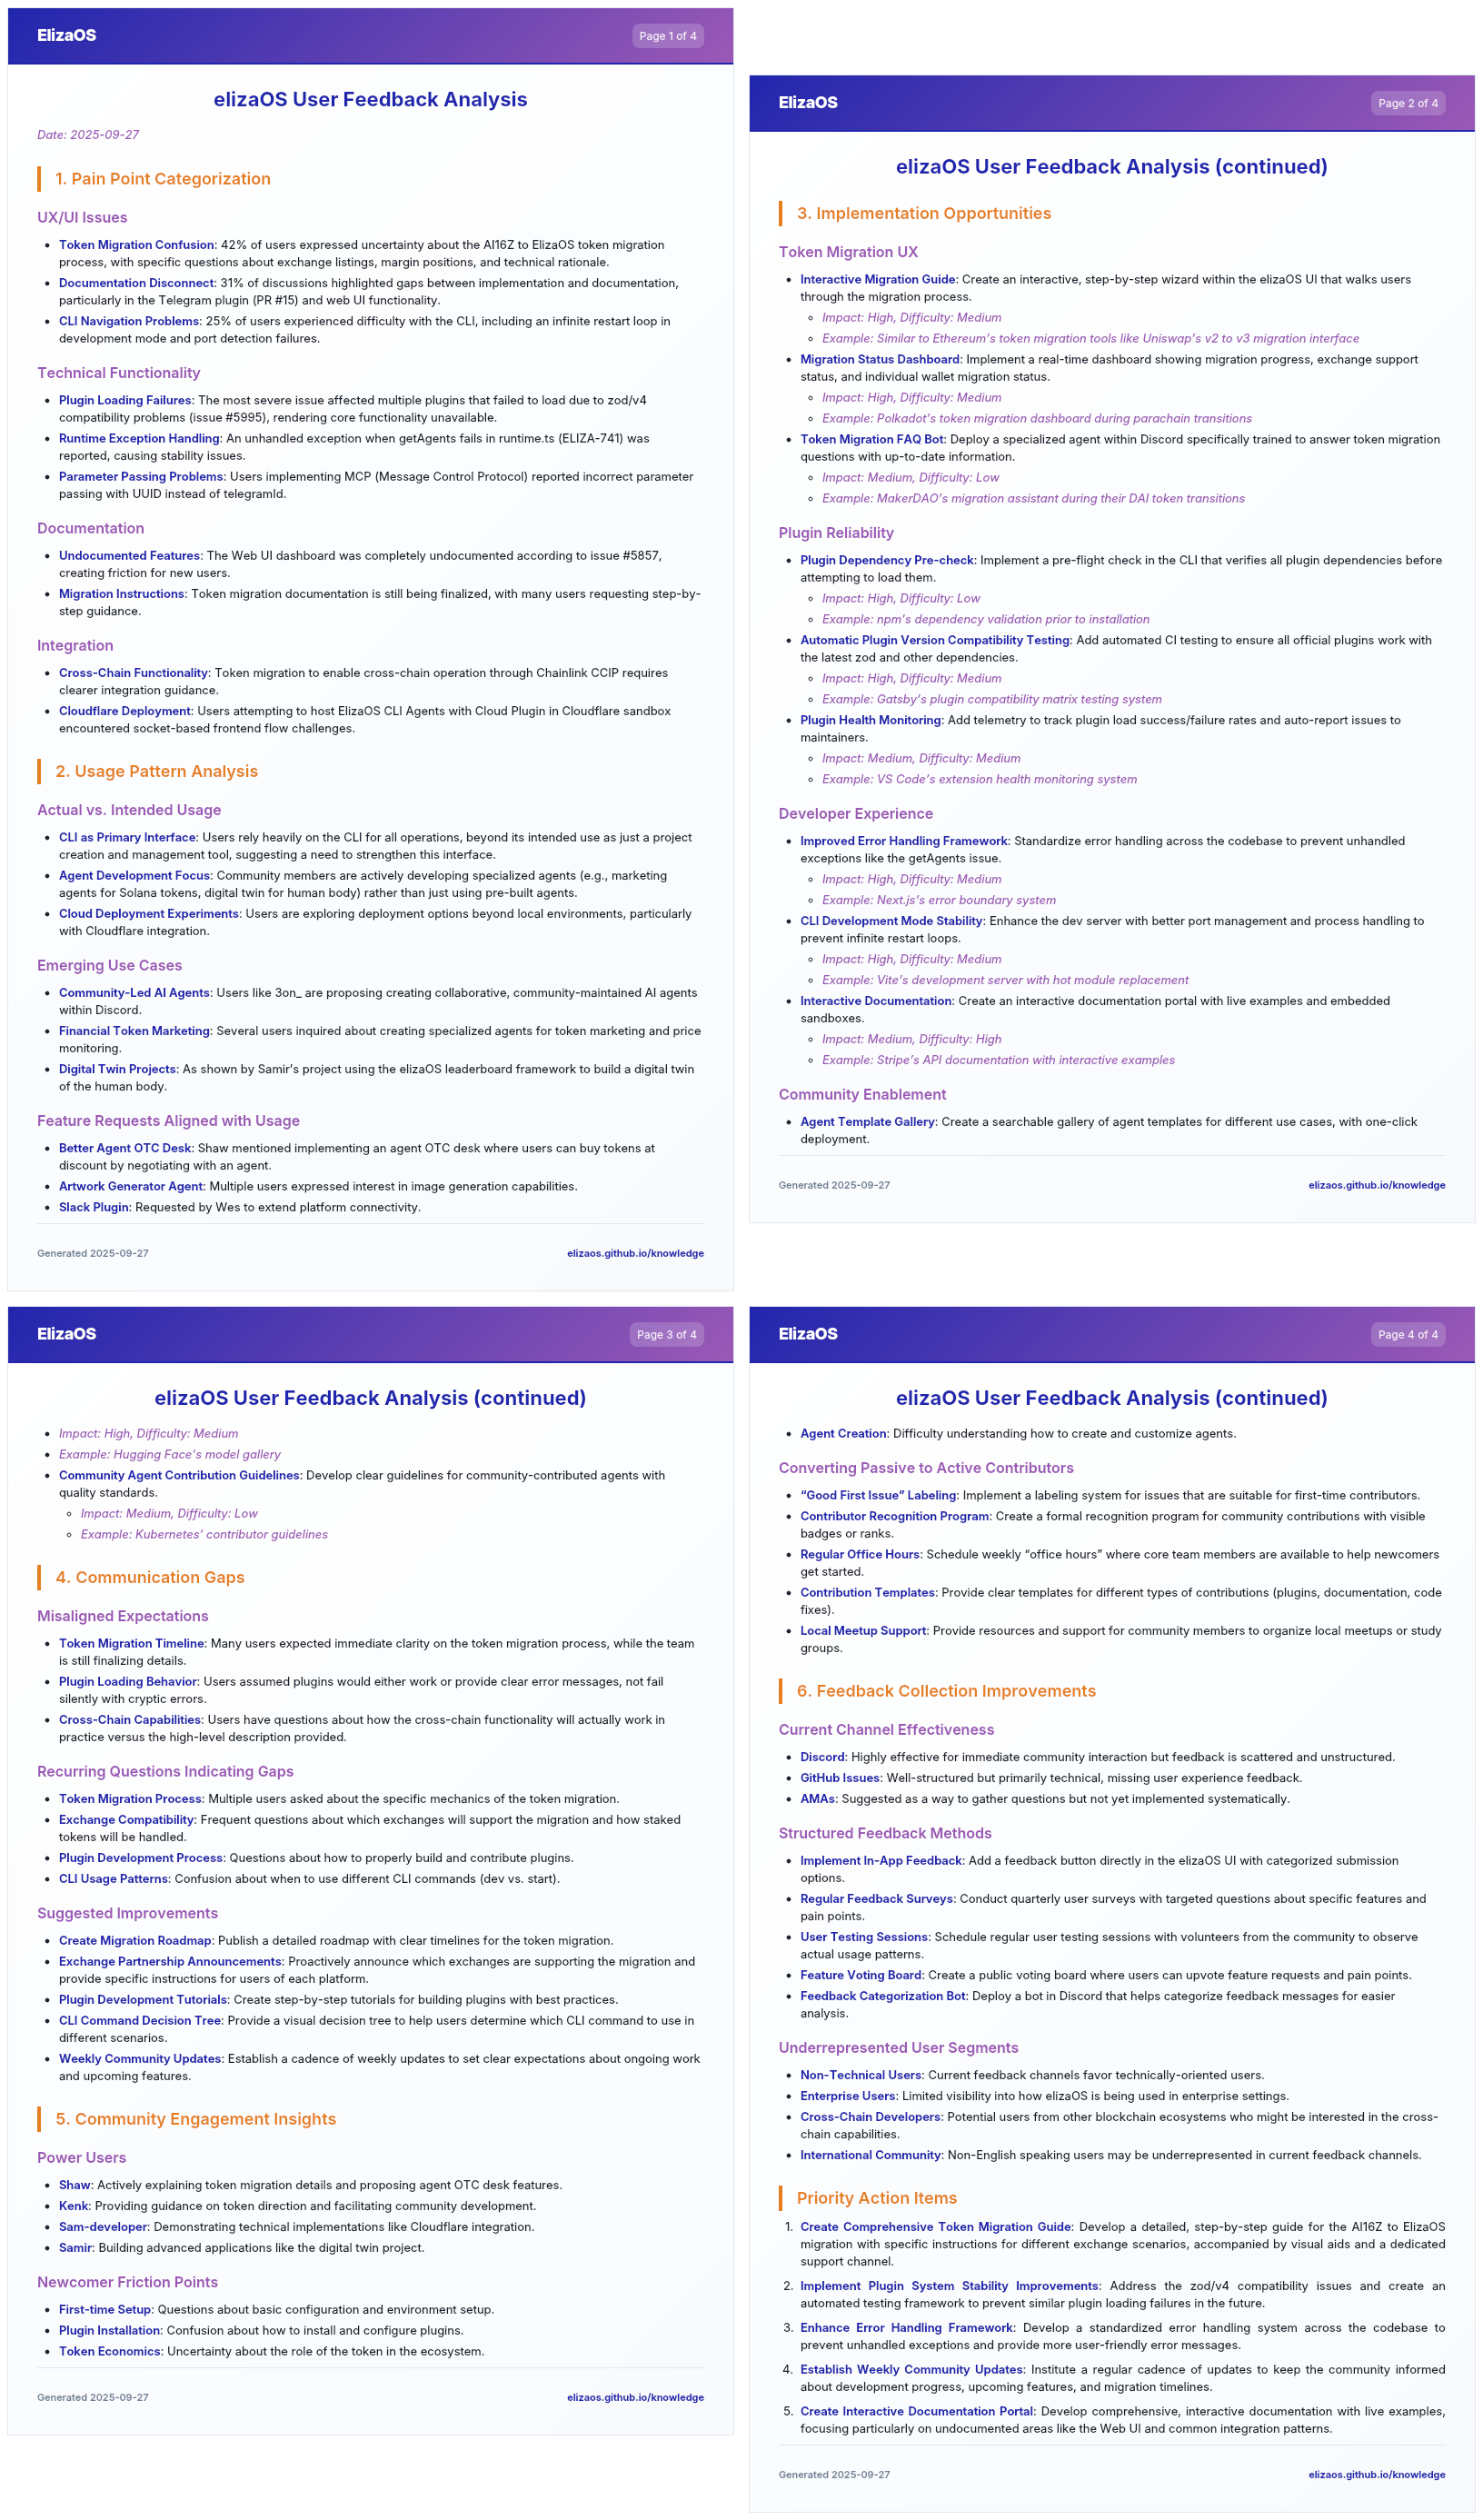 ElizaOS
Page 1 of 4
elizaOS User Feedback Analysis
Date: 2025-09-27
1. Pain Point Categorization
UX/UI Issues
• Token Migration Confusion: 42% of users expressed uncertainty about the AI16Z to ElizaOS token migration
process, with specific questions about exchange listings, margin positions, and technical rationale.
• Documentation Disconnect: 31% of discussions highlighted gaps between implementation and documentation,
particularly in the Telegram plugin (PR #15) and web UI functionality.
• CLI Navigation Problems: 25% of users experienced difficulty with the CLI, including an infinite restart loop in
development mode and port detection failures.
Technical Functionality
• Plugin Loading Failures: The most severe issue affected multiple plugins that failed to load due to zod/v4
compatibility problems (issue #5995), rendering core functionality unavailable.
• Runtime Exception Handling: An unhandled exception when getAgents fails in runtime.ts (ELIZA-741) was
reported, causing stability issues.
• Parameter Passing Problems: Users implementing MCP (Message Control Protocol) reported incorrect parameter
passing with UUID instead of telegramId.
Documentation
• Undocumented Features: The Web UI dashboard was completely undocumented according to issue #5857,
creating friction for new users.
• Migration Instructions: Token migration documentation is still being finalized, with many users requesting step-by-
step guidance.
Integration
• Cross-Chain Functionality: Token migration to enable cross-chain operation through Chainlink CCIP requires
clearer integration guidance.
• Cloudflare Deployment: Users attempting to host ElizaOS CLI Agents with Cloud Plugin in Cloudflare sandbox
encountered socket-based frontend flow challenges.
2. Usage Pattern Analysis
Actual vs. Intended Usage
• CLI as Primary Interface: Users rely heavily on the CLI for all operations, beyond its intended use as just a project
creation and management tool, suggesting a need to strengthen this interface.
• Agent Development Focus: Community members are actively developing specialized agents (e.g., marketing
agents for Solana tokens, digital twin for human body) rather than just using pre-built agents.
• Cloud Deployment Experiments: Users are exploring deployment options beyond local environments, particularly
with Cloudflare integration.
Emerging Use Cases
• Community-Led AI Agents: Users like 3on_ are proposing creating collaborative, community-maintained AI agents
within Discord.
• Financial Token Marketing: Several users inquired about creating specialized agents for token marketing and price
monitoring.
• Digital Twin Projects: As shown by Samir's project using the elizaOS leaderboard framework to build a digital twin
of the human body.
Feature Requests Aligned with Usage
• Better Agent OTC Desk: Shaw mentioned implementing an agent OTC desk where users can buy tokens at
discount by negotiating with an agent.
• Artwork Generator Agent: Multiple users expressed interest in image generation capabilities.
• Slack Plugin: Requested by Wes to extend platform connectivity.
Generated 2025-09-27
elizaos.github.io/knowledge
ElizaOS
Page 2 of 4
elizaOS User Feedback Analysis (continued)
3. Implementation Opportunities
Token Migration UX
• Interactive Migration Guide: Create an interactive, step-by-step wizard within the elizaOS UI that walks users
through the migration process.
◦ Impact: High, Difficulty: Medium
◦ Example: Similar to Ethereum's token migration tools like Uniswap's v2 to v3 migration interface
• Migration Status Dashboard: Implement a real-time dashboard showing migration progress, exchange support
status, and individual wallet migration status.
◦ Impact: High, Difficulty: Medium
◦ Example: Polkadot's token migration dashboard during parachain transitions
• Token Migration FAQ Bot: Deploy a specialized agent within Discord specifically trained to answer token migration
questions with up-to-date information.
◦ Impact: Medium, Difficulty: Low
◦ Example: MakerDAO's migration assistant during their DAI token transitions
Plugin Reliability
• Plugin Dependency Pre-check: Implement a pre-flight check in the CLI that verifies all plugin dependencies before
attempting to load them.
◦ Impact: High, Difficulty: Low
◦ Example: npm's dependency validation prior to installation
• Automatic Plugin Version Compatibility Testing: Add automated CI testing to ensure all official plugins work with
the latest zod and other dependencies.
◦ Impact: High, Difficulty: Medium
◦ Example: Gatsby's plugin compatibility matrix testing system
• Plugin Health Monitoring: Add telemetry to track plugin load success/failure rates and auto-report issues to
maintainers.
◦ Impact: Medium, Difficulty: Medium
◦ Example: VS Code's extension health monitoring system
Developer Experience
• Improved Error Handling Framework: Standardize error handling across the codebase to prevent unhandled
exceptions like the getAgents issue.
◦ Impact: High, Difficulty: Medium
◦ Example: Next.js's error boundary system
• CLI Development Mode Stability: Enhance the dev server with better port management and process handling to
prevent infinite restart loops.
◦ Impact: High, Difficulty: Medium
◦ Example: Vite's development server with hot module replacement
• Interactive Documentation: Create an interactive documentation portal with live examples and embedded
sandboxes.
◦ Impact: Medium, Difficulty: High
◦ Example: Stripe's API documentation with interactive examples
Community Enablement
• Agent Template Gallery: Create a searchable gallery of agent templates for different use cases, with one-click
deployment.
Generated 2025-09-27
elizaos.github.io/knowledge
ElizaOS
Page 3 of 4
elizaOS User Feedback Analysis (continued)
• Impact: High, Difficulty: Medium
• Example: Hugging Face's model gallery
• Community Agent Contribution Guidelines: Develop clear guidelines for community-contributed agents with
quality standards.
◦ Impact: Medium, Difficulty: Low
◦ Example: Kubernetes' contributor guidelines
4. Communication Gaps
Misaligned Expectations
• Token Migration Timeline: Many users expected immediate clarity on the token migration process, while the team
is still finalizing details.
• Plugin Loading Behavior: Users assumed plugins would either work or provide clear error messages, not fail
silently with cryptic errors.
• Cross-Chain Capabilities: Users have questions about how the cross-chain functionality will actually work in
practice versus the high-level description provided.
Recurring Questions Indicating Gaps
• Token Migration Process: Multiple users asked about the specific mechanics of the token migration.
• Exchange Compatibility: Frequent questions about which exchanges will support the migration and how staked
tokens will be handled.
• Plugin Development Process: Questions about how to properly build and contribute plugins.
• CLI Usage Patterns: Confusion about when to use different CLI commands (dev vs. start).
Suggested Improvements
• Create Migration Roadmap: Publish a detailed roadmap with clear timelines for the token migration.
• Exchange Partnership Announcements: Proactively announce which exchanges are supporting the migration and
provide specific instructions for users of each platform.
• Plugin Development Tutorials: Create step-by-step tutorials for building plugins with best practices.
• CLI Command Decision Tree: Provide a visual decision tree to help users determine which CLI command to use in
different scenarios.
• Weekly Community Updates: Establish a cadence of weekly updates to set clear expectations about ongoing work
and upcoming features.
5. Community Engagement Insights
Power Users
• Shaw: Actively explaining token migration details and proposing agent OTC desk features.
• Kenk: Providing guidance on token direction and facilitating community development.
• Sam-developer: Demonstrating technical implementations like Cloudflare integration.
• Samir: Building advanced applications like the digital twin project.
Newcomer Friction Points
• First-time Setup: Questions about basic configuration and environment setup.
• Plugin Installation: Confusion about how to install and configure plugins.
• Token Economics: Uncertainty about the role of the token in the ecosystem.
Generated 2025-09-27
elizaos.github.io/knowledge
ElizaOS
Page 4 of 4
elizaOS User Feedback Analysis (continued)
• Agent Creation: Difficulty understanding how to create and customize agents.
Converting Passive to Active Contributors
• “Good First Issue” Labeling: Implement a labeling system for issues that are suitable for first-time contributors.
• Contributor Recognition Program: Create a formal recognition program for community contributions with visible
badges or ranks.
• Regular Office Hours: Schedule weekly “office hours” where core team members are available to help newcomers
get started.
• Contribution Templates: Provide clear templates for different types of contributions (plugins, documentation, code
fixes).
• Local Meetup Support: Provide resources and support for community members to organize local meetups or study
groups.
6. Feedback Collection Improvements
Current Channel Effectiveness
• Discord: Highly effective for immediate community interaction but feedback is scattered and unstructured.
• GitHub Issues: Well-structured but primarily technical, missing user experience feedback.
• AMAs: Suggested as a way to gather questions but not yet implemented systematically.
Structured Feedback Methods
• Implement In-App Feedback: Add a feedback button directly in the elizaOS UI with categorized submission
options.
• Regular Feedback Surveys: Conduct quarterly user surveys with targeted questions about specific features and
pain points.
• User Testing Sessions: Schedule regular user testing sessions with volunteers from the community to observe
actual usage patterns.
• Feature Voting Board: Create a public voting board where users can upvote feature requests and pain points.
• Feedback Categorization Bot: Deploy a bot in Discord that helps categorize feedback messages for easier
analysis.
Underrepresented User Segments
• Non-Technical Users: Current feedback channels favor technically-oriented users.
• Enterprise Users: Limited visibility into how elizaOS is being used in enterprise settings.
• Cross-Chain Developers: Potential users from other blockchain ecosystems who might be interested in the cross-
chain capabilities.
• International Community: Non-English speaking users may be underrepresented in current feedback channels.
Priority Action Items
1. Create Comprehensive Token Migration Guide: Develop a detailed, step-by-step guide for the AI16Z to ElizaOS
migration with specific instructions for different exchange scenarios, accompanied by visual aids and a dedicated
support channel.
2. Implement Plugin System Stability Improvements: Address the zod/v4 compatibility issues and create an
automated testing framework to prevent similar plugin loading failures in the future.
3. Enhance Error Handling Framework: Develop a standardized error handling system across the codebase to
prevent unhandled exceptions and provide more user-friendly error messages.
4. Establish Weekly Community Updates: Institute a regular cadence of updates to keep the community informed
about development progress, upcoming features, and migration timelines.
5. Create Interactive Documentation Portal: Develop comprehensive, interactive documentation with live examples,
focusing particularly on undocumented areas like the Web UI and common integration patterns.
Generated 2025-09-27
elizaos.github.io/knowledge